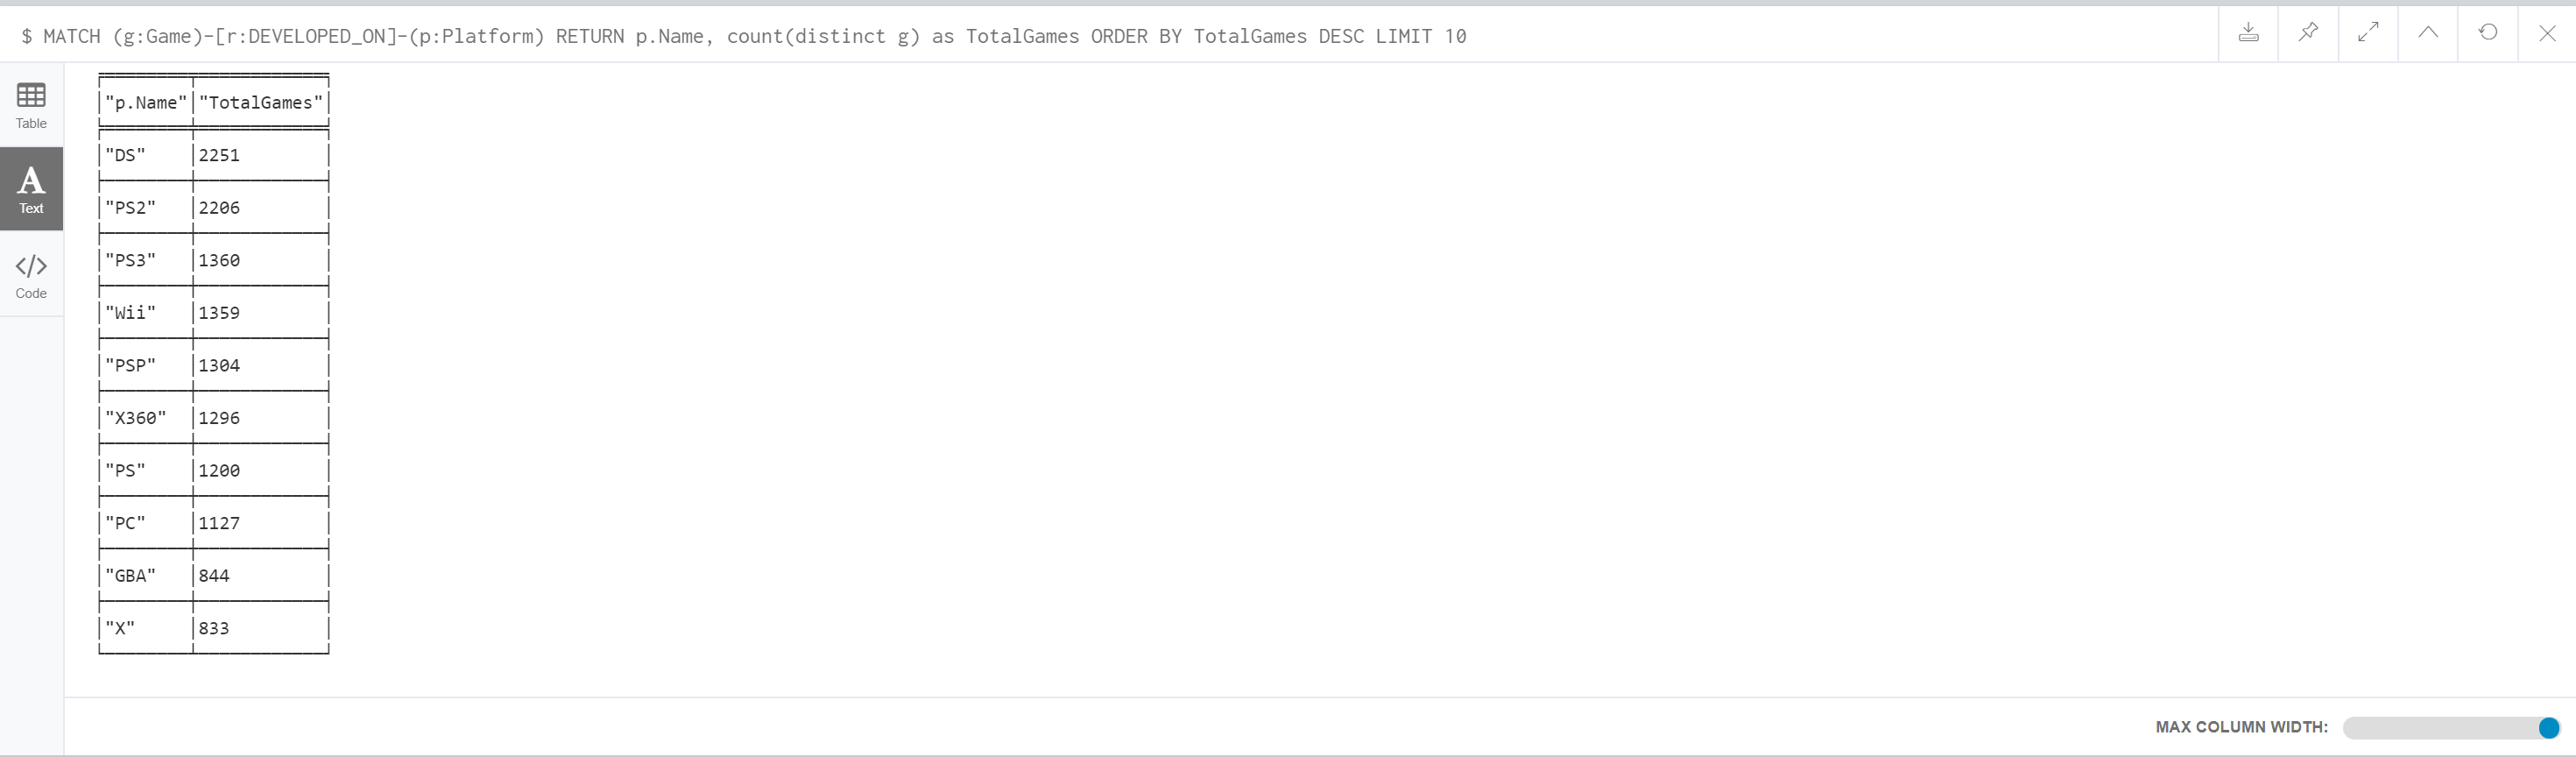 $ MATCH (g:Game)-[r:DEVELOPED_ON]-(p:Platform) RETURN p.Name, count(distinct g) as TotalGames ORDER BY TotalGames DESC LIMIT 10
Table
A
Text
</>
Code
"p.Name" "TotalGames"
"DS" 2251
"PS2" 2206
"PS3" 1360
"Wii" 1359
"PSP" 1304
"X360" 1296
"PS" 1200
"PC" 1127
"GBA" 844
"X" 833
MAX COLUMN WIDTH: